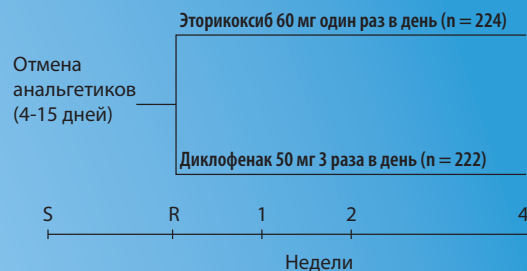 Эторикоксиб 60 мг один раз в день (n = 224)
Отмена
анальгетиков
(4-15 дней)
Диклофенак 50 мг 3 раза в день (n = 222)
S R 1 2 4
Недели